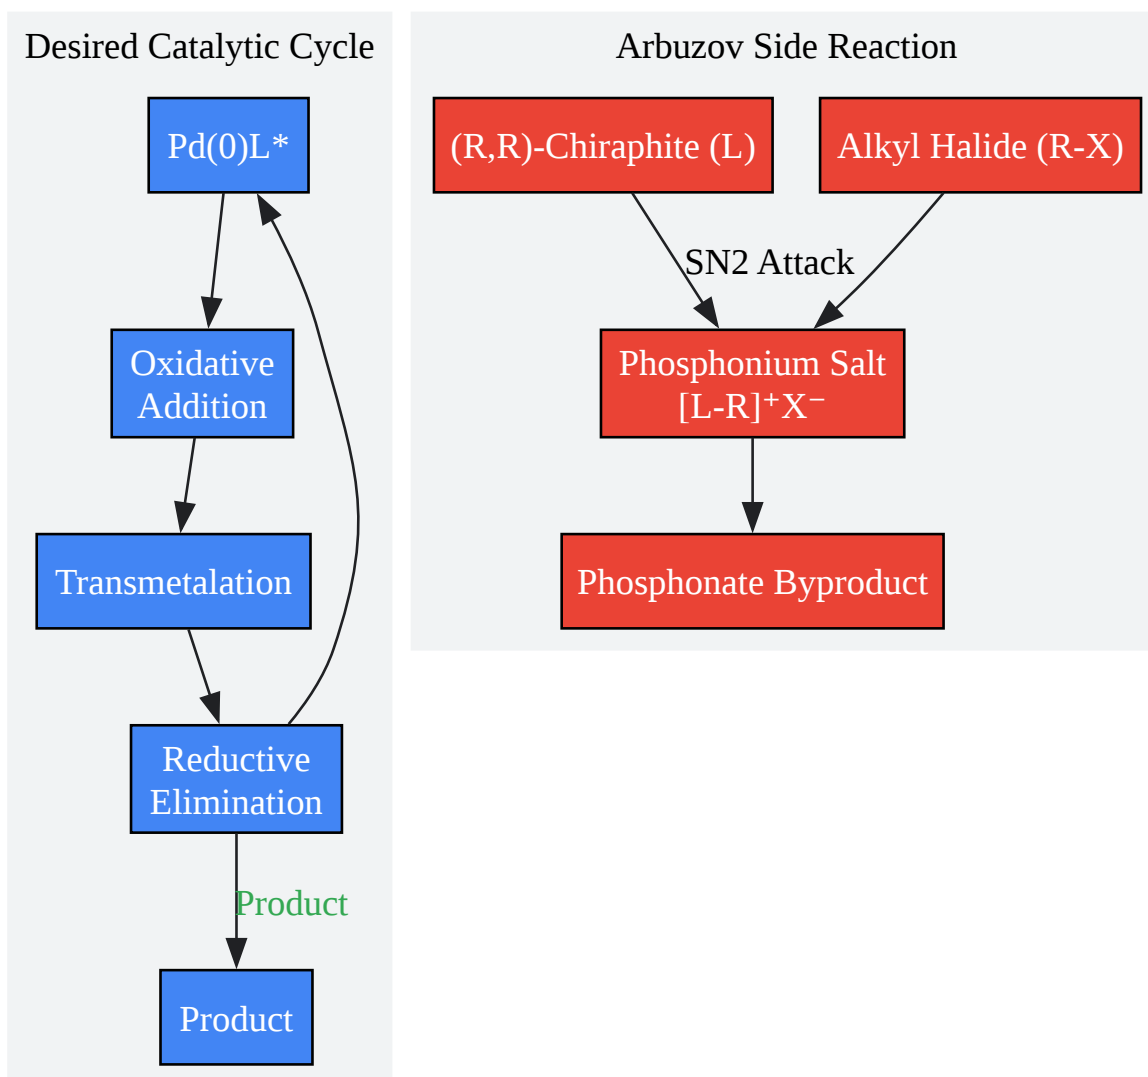 Desired Catalytic Cycle
Pd(0)L*
Oxidative
Addition
Transmetalation
Reductive
Elimination
Product
Product
Arbuzov Side Reaction
(R,R)-Chiraphite (L)
Alkyl Halide (R-X)
SN2 Attack
Phosphonium Salt
[L-R]⁺X⁻
Phosphonate Byproduct